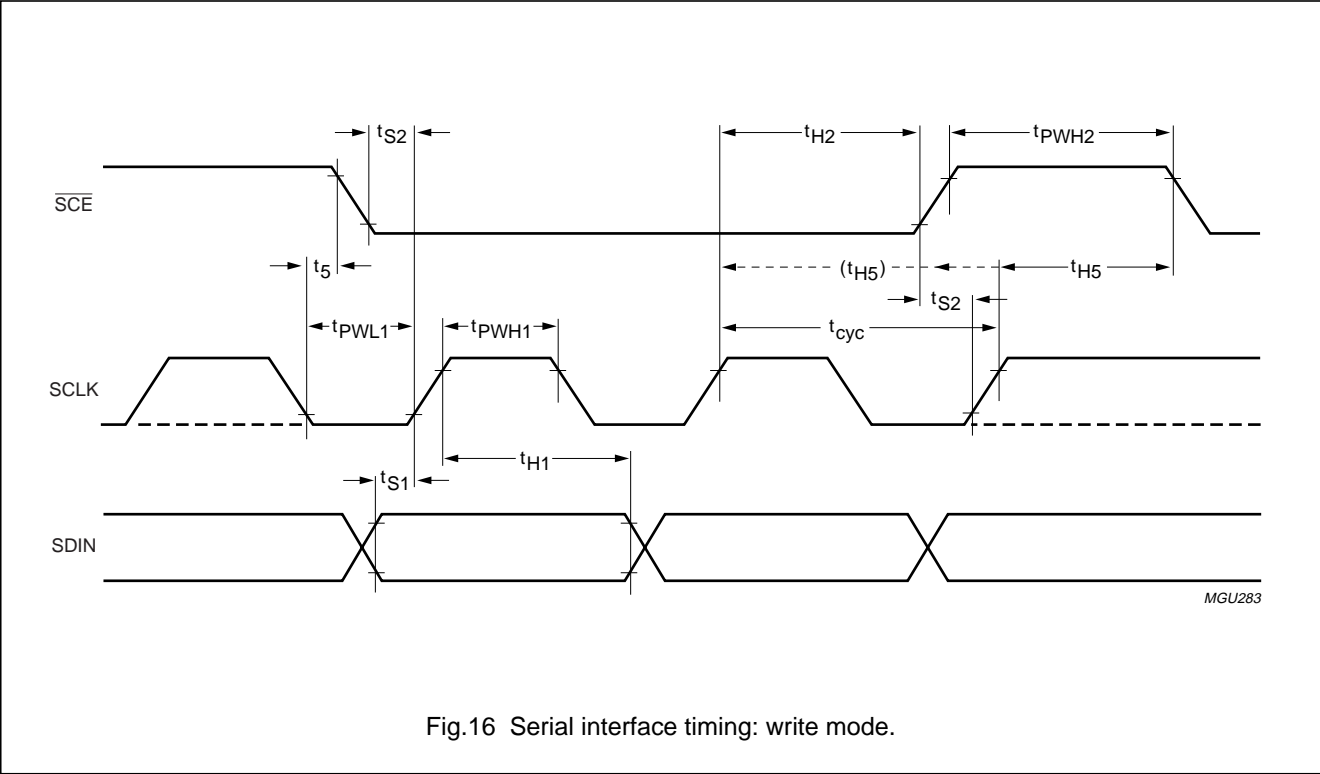 tS2
tH2
tPWH2
SCE
t5
(tH5)
tH5
tS2
tPWL1
tPWH1
tcyc
SCLK
tH1
tS1
SDIN
MGU283
Fig.16 Serial interface timing: write mode.